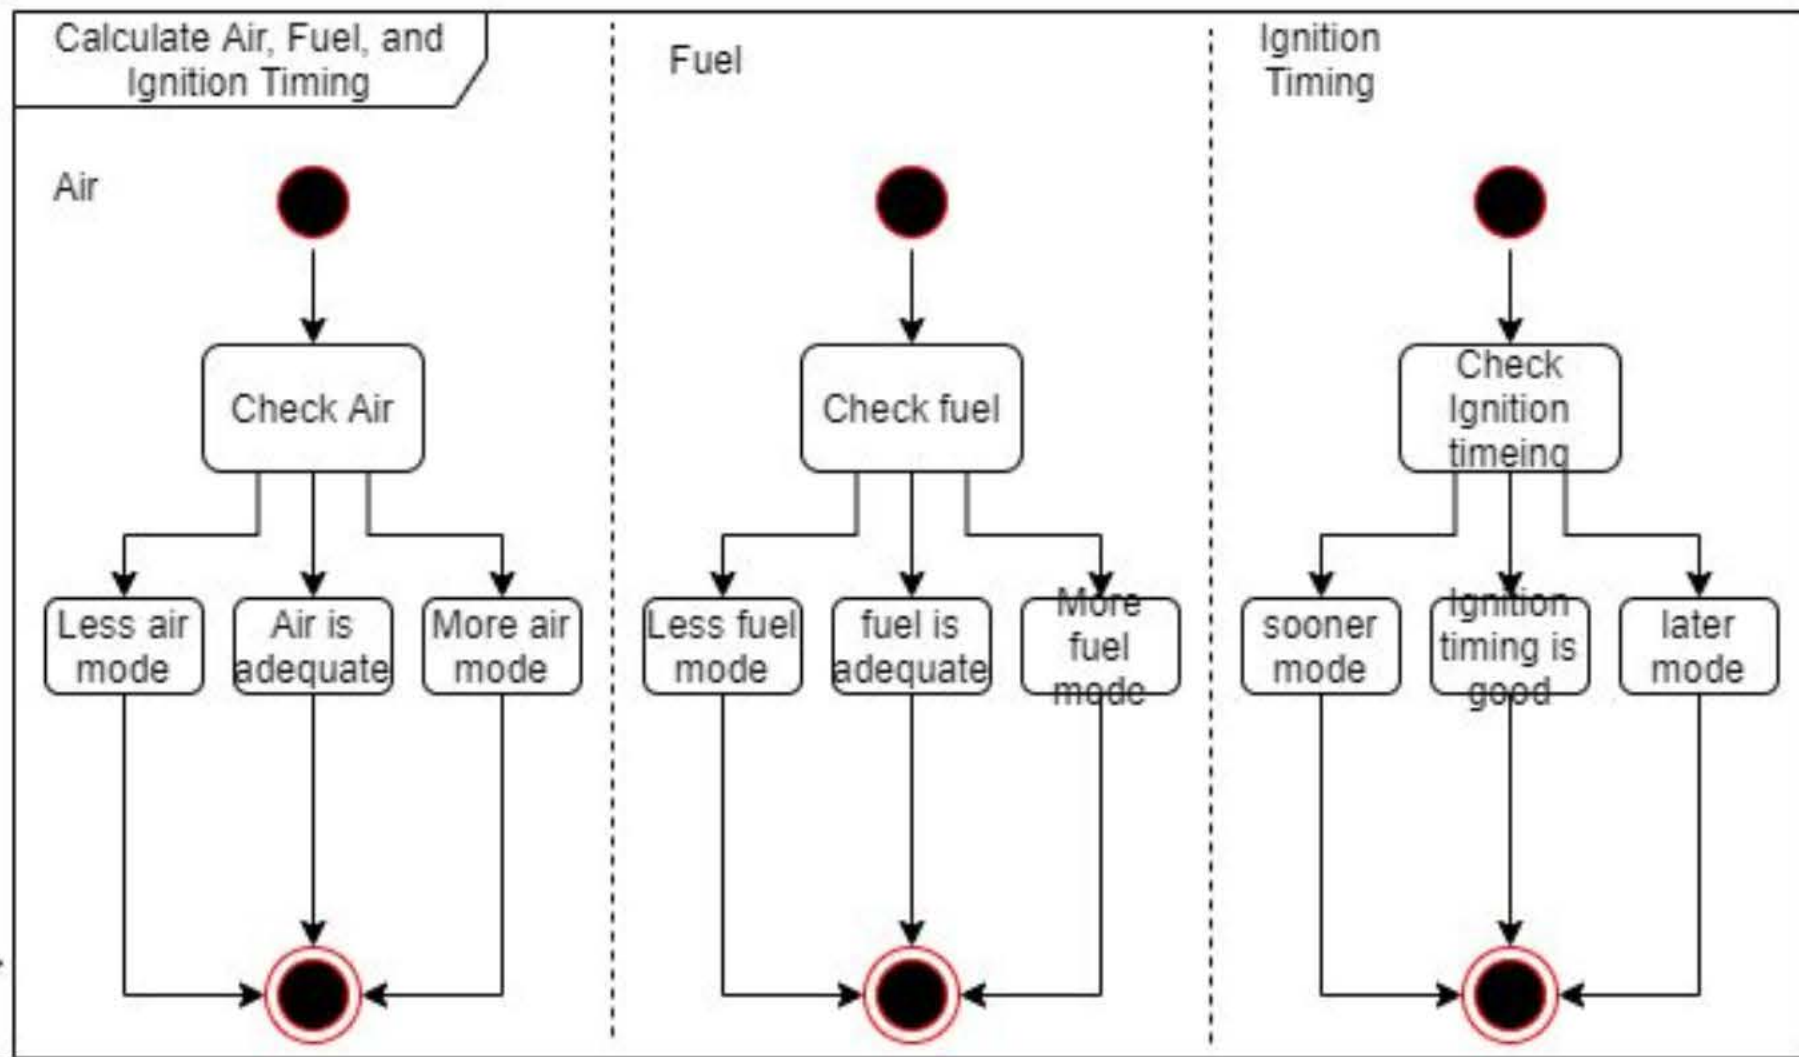 Calculate Air, Fuel, and
Ignition Timing
Air
Check Air
Less air
mode
Air is
adequate
More air
mode
Fuel
Check fuel
Less fuel
mode
fuel is
adequate
More
fuel
mode
Ignition
Timing
Check
Ignition
timeing
sooner
mode
Ignition
timing is
good
later
mode